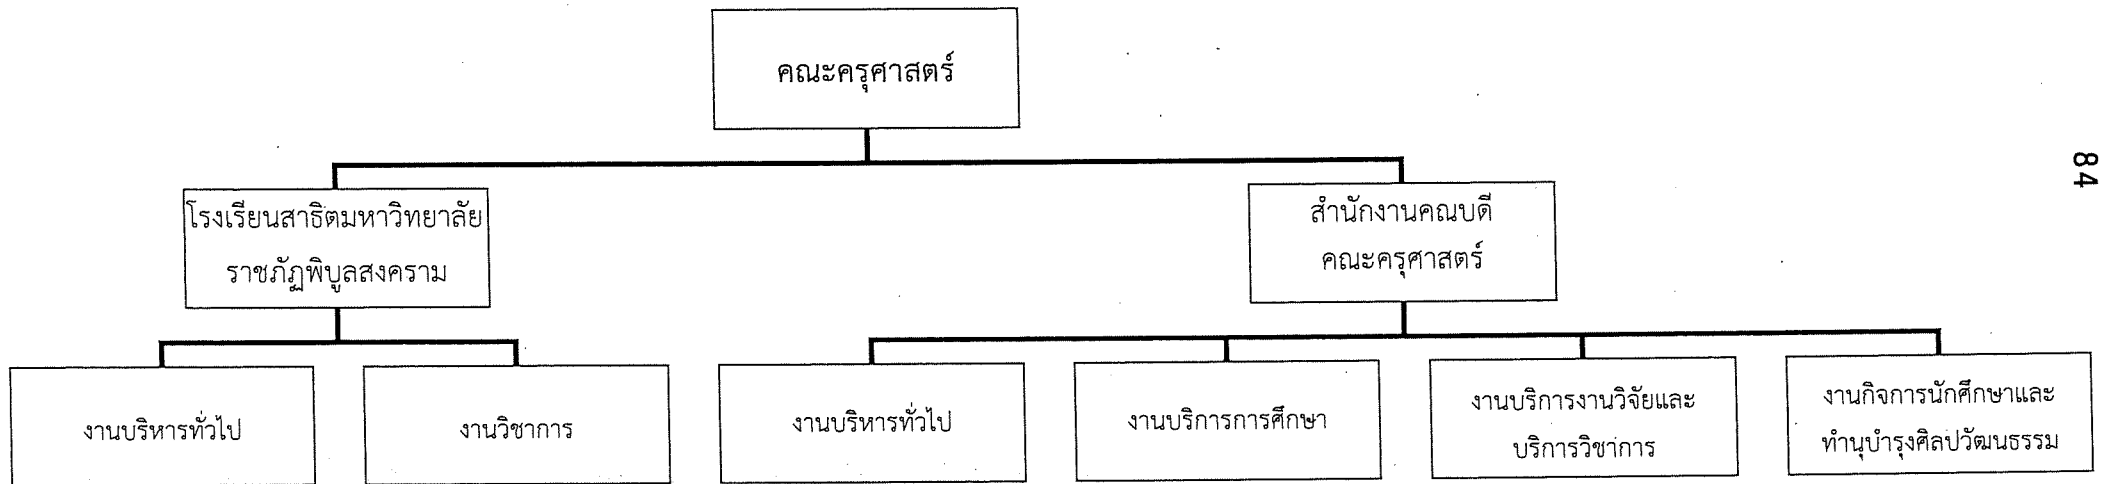 คณะครุศาสตร์
84
โรงเรียนสาธิตมหาวิทยาลัย
ราชภัฏพิบูลสงคราม
สำนักงานคณบดี
คณะครุศาสตร์
งานบริหารทั่วไป
งานวิชาการ
งานบริหารทั่วไป
งานบริการการศึกษา
งานบริการงานวิจัยและ
บริการวิชาการ
งานกิจการนักศึกษาและ
ทำนุบำรุงศิลปวัฒนธรรม